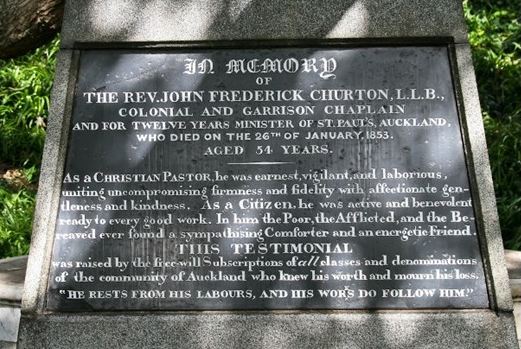 IN MEMORY
OF
THE REV. JOHN FREDERICK CHURTON, L.L.B.,
COLONIAL AND GARRISON CHAPLAIN
AND FOR TWELVE YEARS MINISTER OF ST. PAUL'S, AUCKLAND,
WHO DIED ON THE 26TH OF JANUARY, 1853.
AGED 54 YEARS.
As a CHRISTIAN PASTOR, he was earnest, vigilant, and laborious,
uniting uncompromising firmness and fidelity with affectionate gen-
tleness and kindness. As a CITIZEN, he was active and benevolent
ready to every good work. In him the Poor, the Afflicted, and the Be-
reaved ever found a sympathising Comforter and an energetic Friend.
THIS TESTIMONIAL
was raised by the free-will Subscriptions of all classes and denominations
of the community of Auckland who knew his worth and mourn his loss.
"HE RESTS FROM HIS LABOURS, AND HIS WORKS DO FOLLOW HIM."